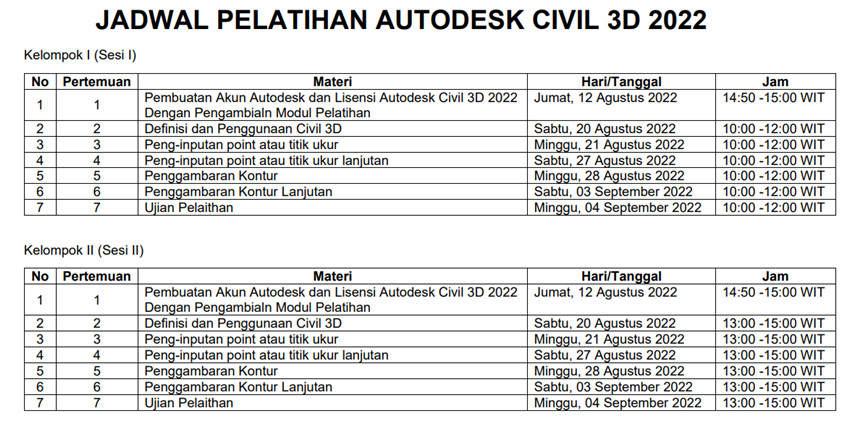 JADWAL PELATIHAN AUTODESK CIVIL 3D 2022
Kelompok I (Sesi I)
No Pertemuan Materi Hari/Tanggal Jam
1 1 Pembuatan Akun Autodesk dan Lisensi Autodesk Civil 3D 2022 Jumat, 12 Agustus 2022 14:50 -15:00 WIT
Dengan Pengambialn Modul Pelatihan
2 2 Definisi dan Penggunaan Civil 3D Sabtu, 20 Agustus 2022 10:00 -12:00 WIT
3 3 Peng-inputan point atau titik ukur Minggu, 21 Agustus 2022 10:00 -12:00 WIT
4 4 Peng-inputan point atau titik ukur lanjutan Sabtu, 27 Agustus 2022 10:00 -12:00 WIT
5 5 Penggambaran Kontur Minggu, 28 Agustus 2022 10:00 -12:00 WIT
6 6 Penggambaran Kontur Lanjutan Sabtu, 03 September 2022 10:00 -12:00 WIT
7 7 Ujian Pelaithan Minggu, 04 September 2022 10:00 -12:00 WIT
Kelompok II (Sesi II)
No Pertemuan Materi Hari/Tanggal Jam
1 1 Pembuatan Akun Autodesk dan Lisensi Autodesk Civil 3D 2022 Jumat, 12 Agustus 2022 14:50 -15:00 WIT
Dengan Pengambialn Modul Pelatihan
2 2 Definisi dan Penggunaan Civil 3D Sabtu, 20 Agustus 2022 13:00 -15:00 WIT
3 3 Peng-inputan point atau titik ukur Minggu, 21 Agustus 2022 13:00 -15:00 WIT
4 4 Peng-inputan point atau titik ukur lanjutan Sabtu, 27 Agustus 2022 13:00 -15:00 WIT
5 5 Penggambaran Kontur Minggu, 28 Agustus 2022 13:00 -15:00 WIT
6 6 Penggambaran Kontur Lanjutan Sabtu, 03 September 2022 13:00 -15:00 WIT
7 7 Ujian Pelaithan Minggu, 04 September 2022 13:00 -15:00 WIT